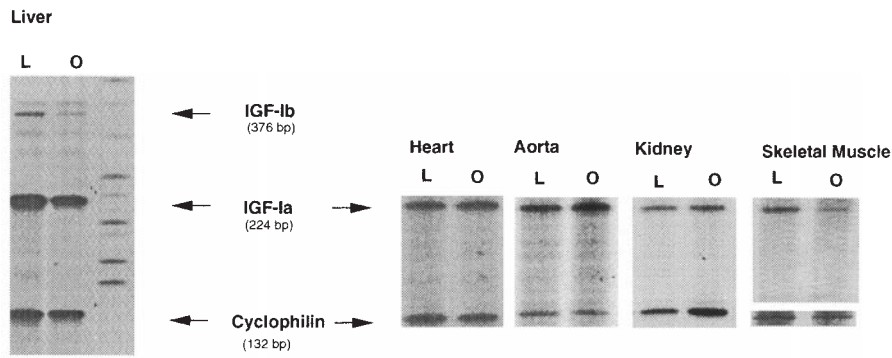 Liver
L O
IGF-Ib
(376 bp)
Heart Aorta Kidney Skeletal Muscle
L O L O L O L O
IGF-Ia
(224 bp)
Cyclophilin
(132 bp)